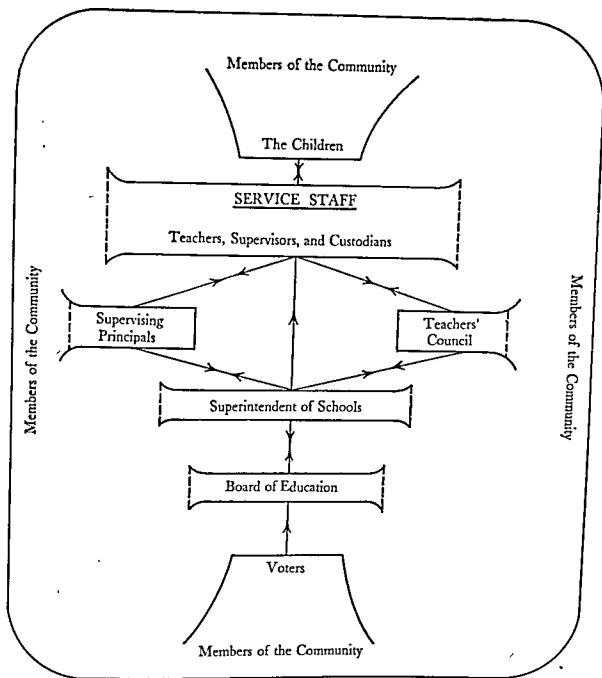 Members of the Community
The Children
SERVICE STAFF
Teachers, Supervisors, and Custodians
Members of the Community
Supervising
Principals
Teachers'
Council
Members of the Community
Superintendent of Schools
Board of Education
Voters
Members of the Community